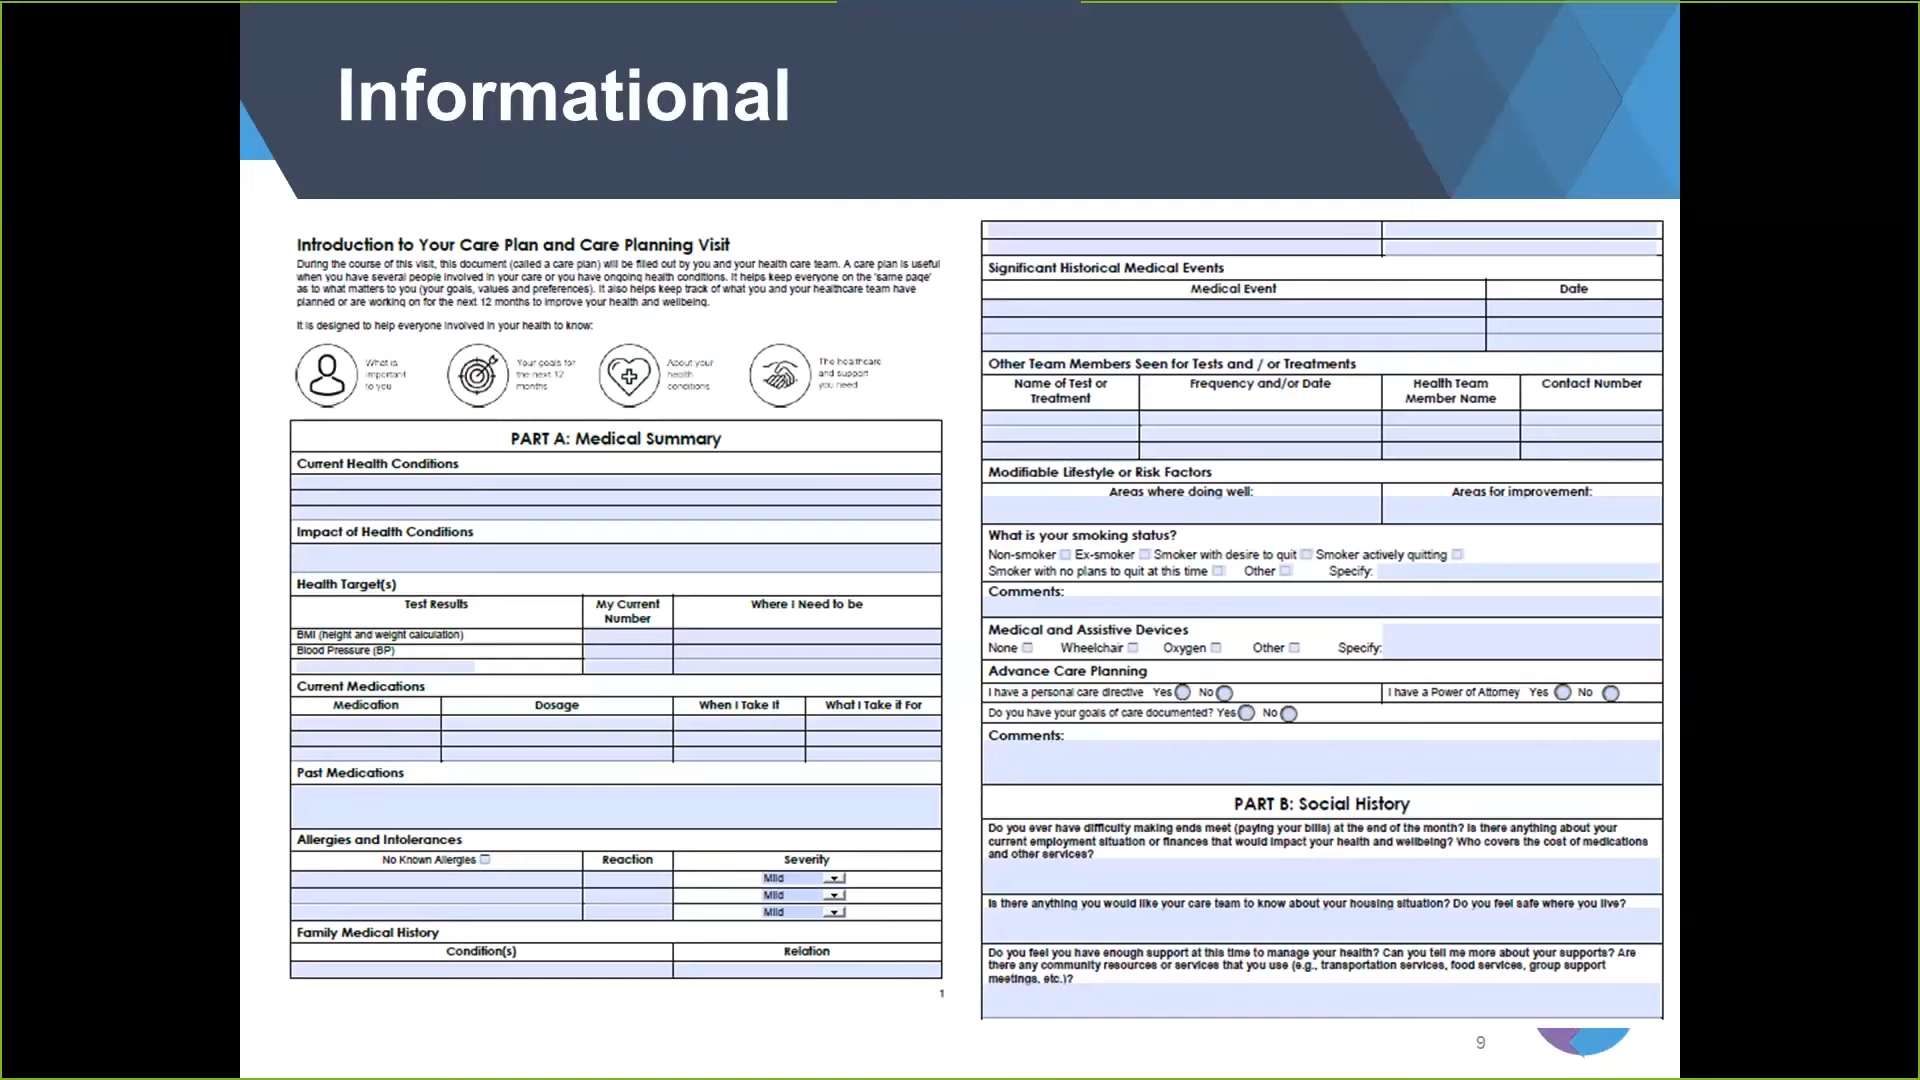 Informational
Introduction to Your Care Plan and Care Planning Visit
During the course of this visit, this document (called a care plan) will be filled out by you and your health care team. A care plan is useful
when you have several people involved in your care or you have ongoing health conditions. It helps keep everyone on the 'same page'
as to what matters to you (your goals, values and preferences). It also helps keep track of what you and your healthcare team have
planned or are working on for the next 12 months to improve your health and wellbeing.
It is designed to help everyone involved in your health to know:
What is
important
to you
Your goals for
the next 12
months
About your
health
conditions
The healthcare
and support
you need
PART A: Medical Summary
Current Health Conditions
Impact of Health Conditions
Health Target(s)
Test Results
My Current
Number
Where I Need to be
BMI (height and weight calculation)
Blood Pressure (BP)
Current Medications
Medication Dosage When I Take It What I Take it For
Past Medications
Allergies and Intolerances
No Known Allergies Reaction Severity
Mild
Mild
Mild
Family Medical History
Condition(s) Relation
1
Significant Historical Medical Events
Medical Event Date
Other Team Members Seen for Tests and / or Treatments
Name of Test or
Treatment
Frequency and/or Date
Health Team
Member Name
Contact Number
Modifiable Lifestyle or Risk Factors
Areas where doing well: Areas for improvement:
What is your smoking status?
Non-smoker Ex-smoker Smoker with desire to quit Smoker actively quitting
Smoker with no plans to quit at this time Other Specify:
Comments:
Medical and Assistive Devices
None Wheelchair Oxygen Other Specify:
Advance Care Planning
I have a personal care directive Yes No I have a Power of Attorney Yes No
Do you have your goals of care documented? Yes No
Comments:
PART B: Social History
Do you ever have difficulty making ends meet (paying your bills) at the end of the month? Is there anything about your
current employment situation or finances that would impact your health and wellbeing? Who covers the cost of medications
and other services?
Is there anything you would like your care team to know about your housing situation? Do you feel safe where you live?
Do you feel you have enough support at this time to manage your health? Can you tell me more about your supports? Are
there any community resources or services that you use (e.g., transportation services, food services, group support
meetings, etc.)?
9